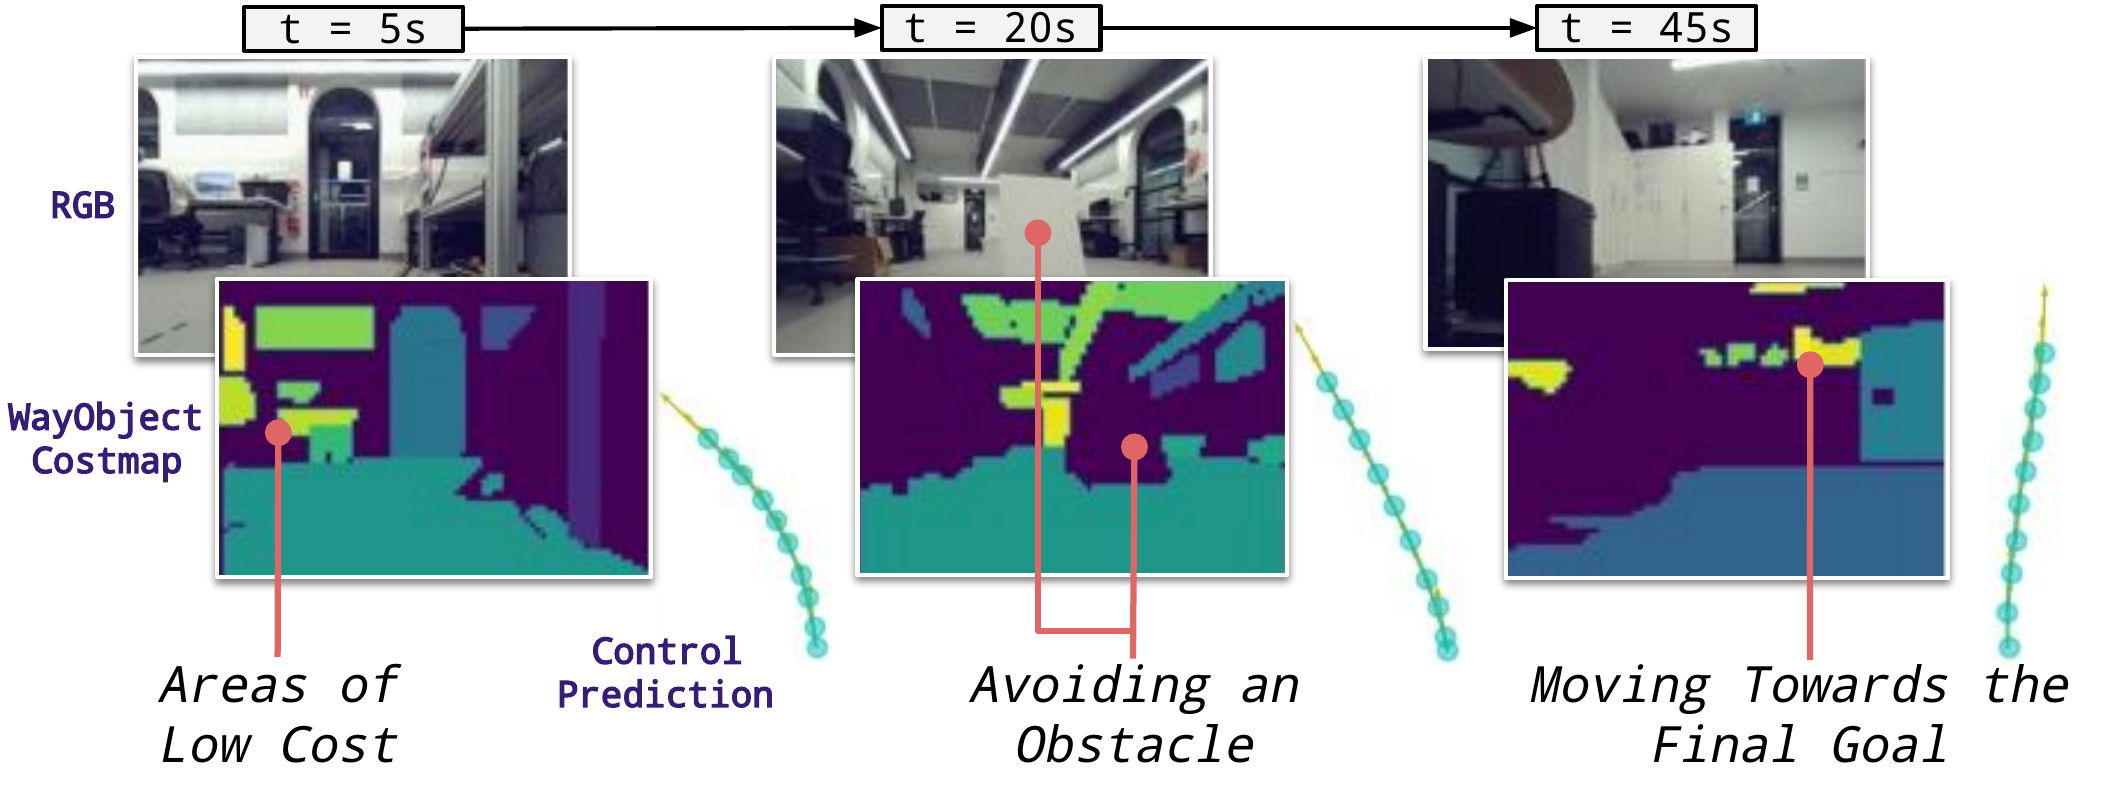 t = 5s
t = 20s
t = 45s
RGB
WayObject
Costmap
Control
Prediction
Areas of
Low Cost
Avoiding an
Obstacle
Moving Towards the
Final Goal